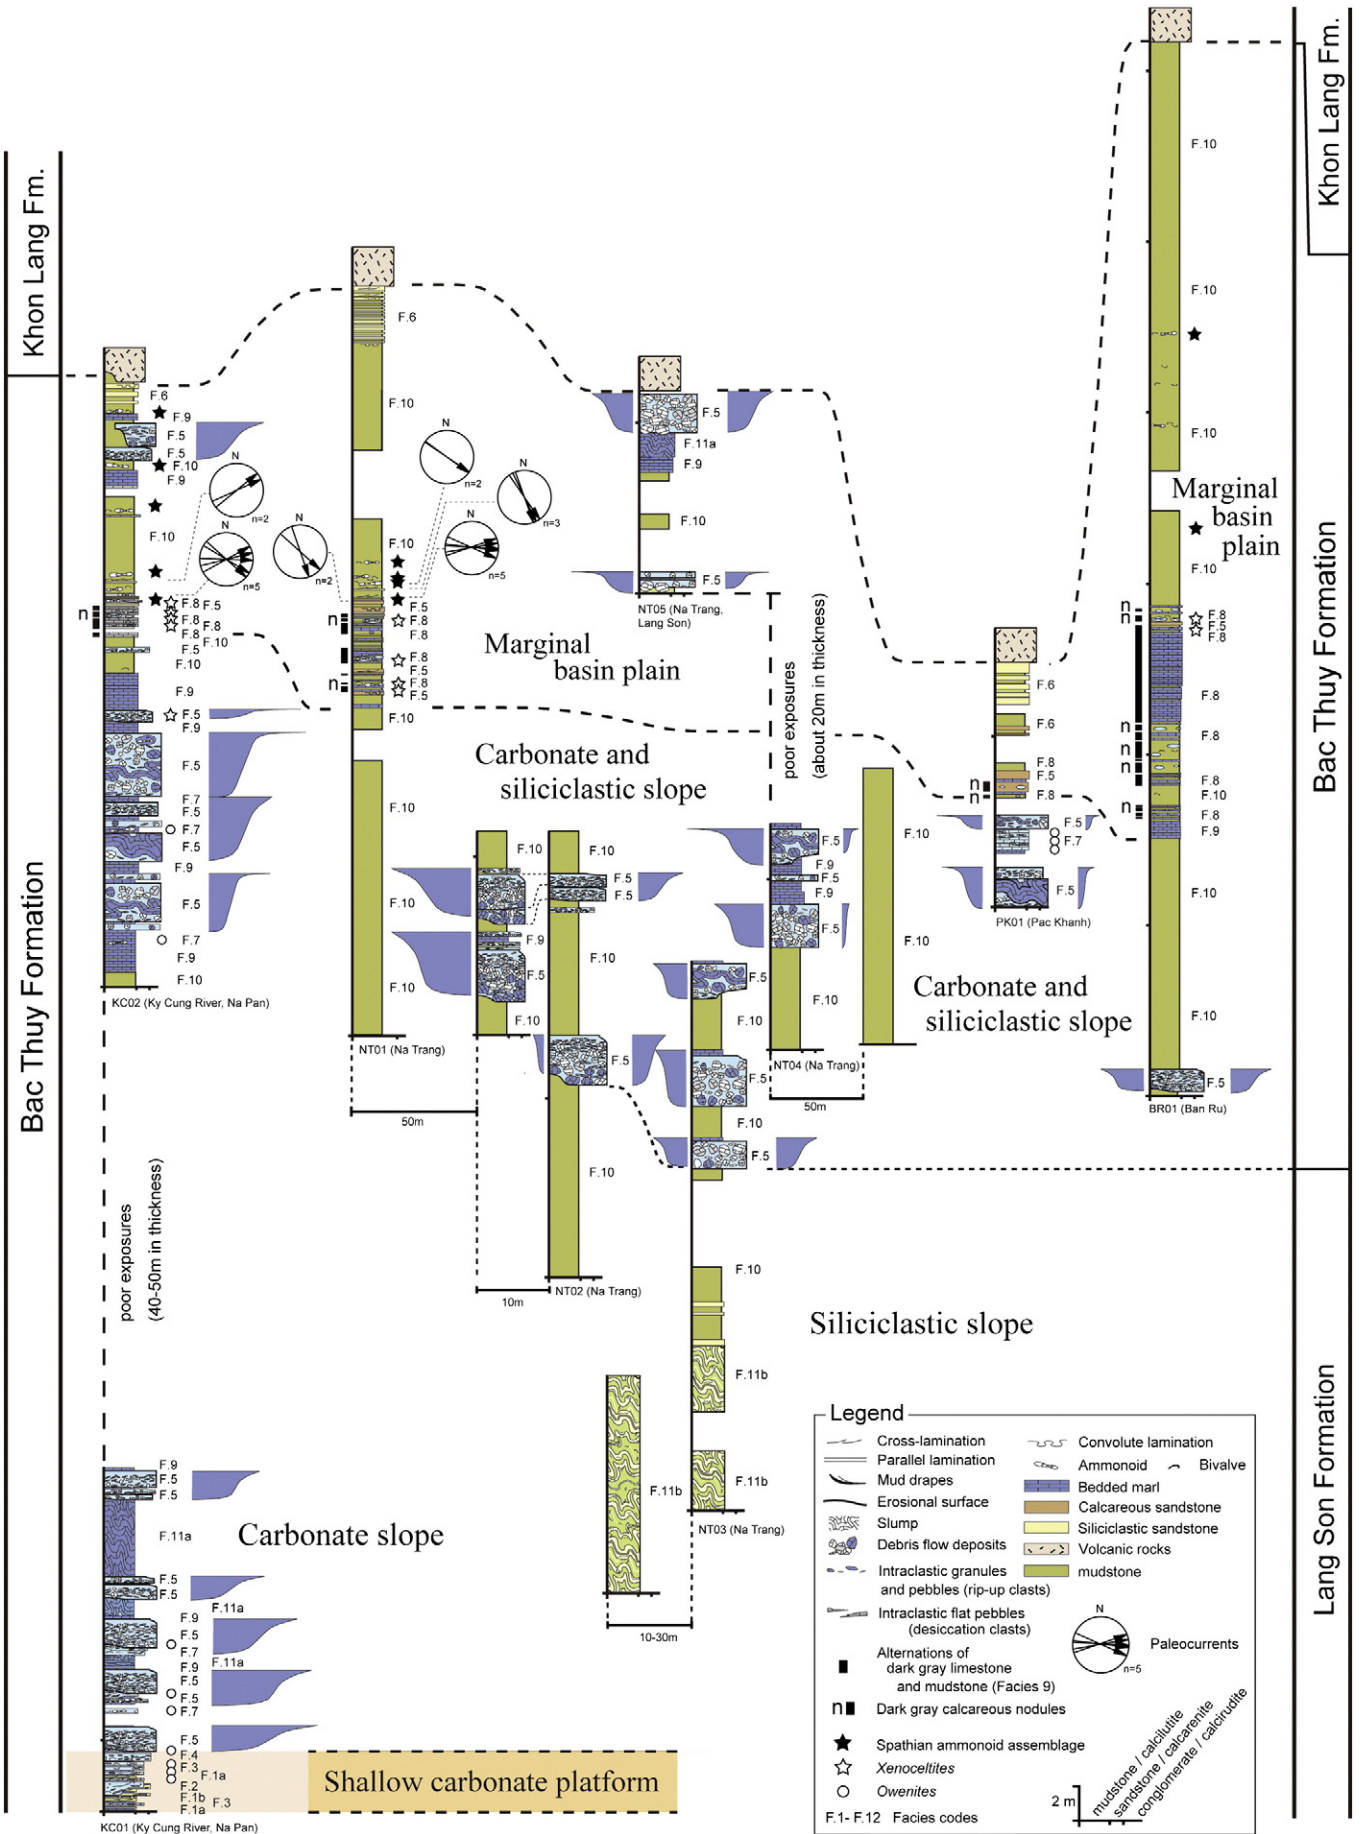 Khon Lang Fm.
Bac Thuy Formation
Khon Lang Fm.
Bac Thuy Formation
Lang Son Formation
F.6
F.9
F.5
F.5
F.10
F.9
F.10
F.8 F.5
F.8
F.8 F.10
F.5
F.10
F.9
F.5
F.9
F.5
F.7
F.5
F.7
F.5
F.9
F.5
F.7
F.9
F.10
n
KC02 (Ky Cung River, Na Pan)
N
n=2
N
n=5
N
n=2
poor exposures
(40-50m in thickness)
F.9
F.5
F.5
F.11a
F.5
F.5
F.11a
F.9
F.5
F.7
F.9
F.11a
F.5
F.5
F.7
F.5
F.4
F.3
F.1a
F.2
F.1b
F.3
F.1a
KC01 (Ky Cung River, Na Pan)
Carbonate slope
Shallow carbonate platform
F.6
F.10
N
n=2
N
n=3
N
n=5
F.10
F.5
F.8
F.8
F.8
F.5
F.8
F.5
F.10
n
n
F.10
F.10
F.10
NT01 (Na Trang)
50m
Marginal
basin plain
Carbonate and
siliciclastic slope
F.10
F.9
F.5
F.10
10m
F.10
F.5
F.5
F.10
F.5
F.10
NT02 (Na Trang)
F.5
F.11a
F.9
F.10
F.5
NT05 (Na Trang,
Lang Son)
poor exposures
(about 20m in thickness)
F.5
F.10
F.5
F.10
F.5
F.10
F.11b
F.11b
NT03 (Na Trang)
F.11b
10-30m
F.5
F.9
F.5
F.9
F.5
F.10
NT04 (Na Trang)
50m
F.10
F.10
Siliciclastic slope
F.6
F.6
F.8
F.5
F.8
n
n
F.5
F.7
F.5
PK01 (Pac Khanh)
Carbonate and
siliciclastic slope
F.10
F.10
F.10
Marginal
basin plain
F.10
n
n
F.8
F.5
F.8
F.8
n
F.8
n
n
F.8
F.10
n
F.8
F.9
F.10
F.10
F.5
BR01 (Ban Ru)
Legend
Cross-lamination
Parallel lamination
Mud drapes
Erosional surface
Slump
Debris flow deposits
Intraclastic granules
and pebbles (rip-up clasts)
Intraclastic flat pebbles
(desiccation clasts)
Alternations of
dark gray limestone
and mudstone (Facies 9)
n Dark gray calcareous nodules
Spathian ammonoid assemblage
Xenoceltites
Owenites
F.1- F.12 Facies codes
Convolute lamination
Ammonoid
Bivalve
Bedded marl
Calcareous sandstone
Siliciclastic sandstone
Volcanic rocks
mudstone
N
Paleocurrents
n=5
2 m
mudstone / calcilutite
sandstone / calcarenite
conglomerate / calcirudite